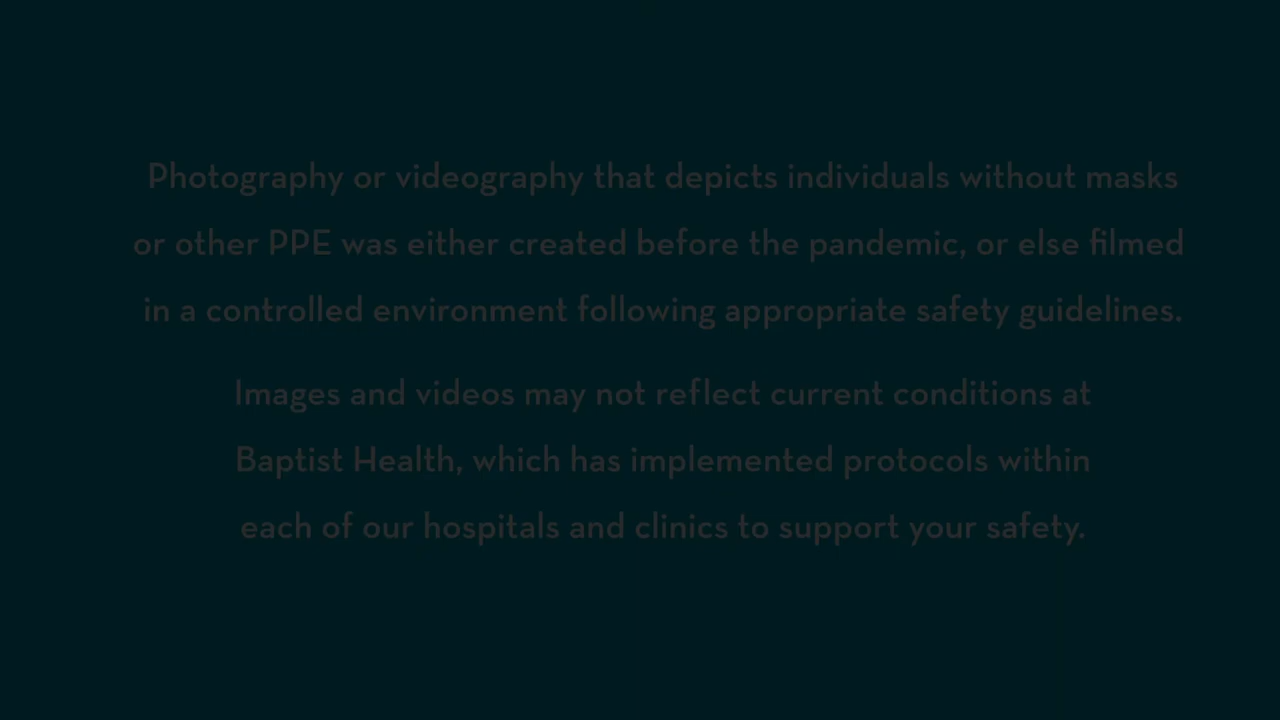 Photography or videography that depicts individuals without masks
or other PPE was either created before the pandemic, or else filmed
in a controlled environment following appropriate safety guidelines.
Images and videos may not reflect current conditions at
Baptist Health, which has implemented protocols within
each of our hospitals and clinics to support your safety.